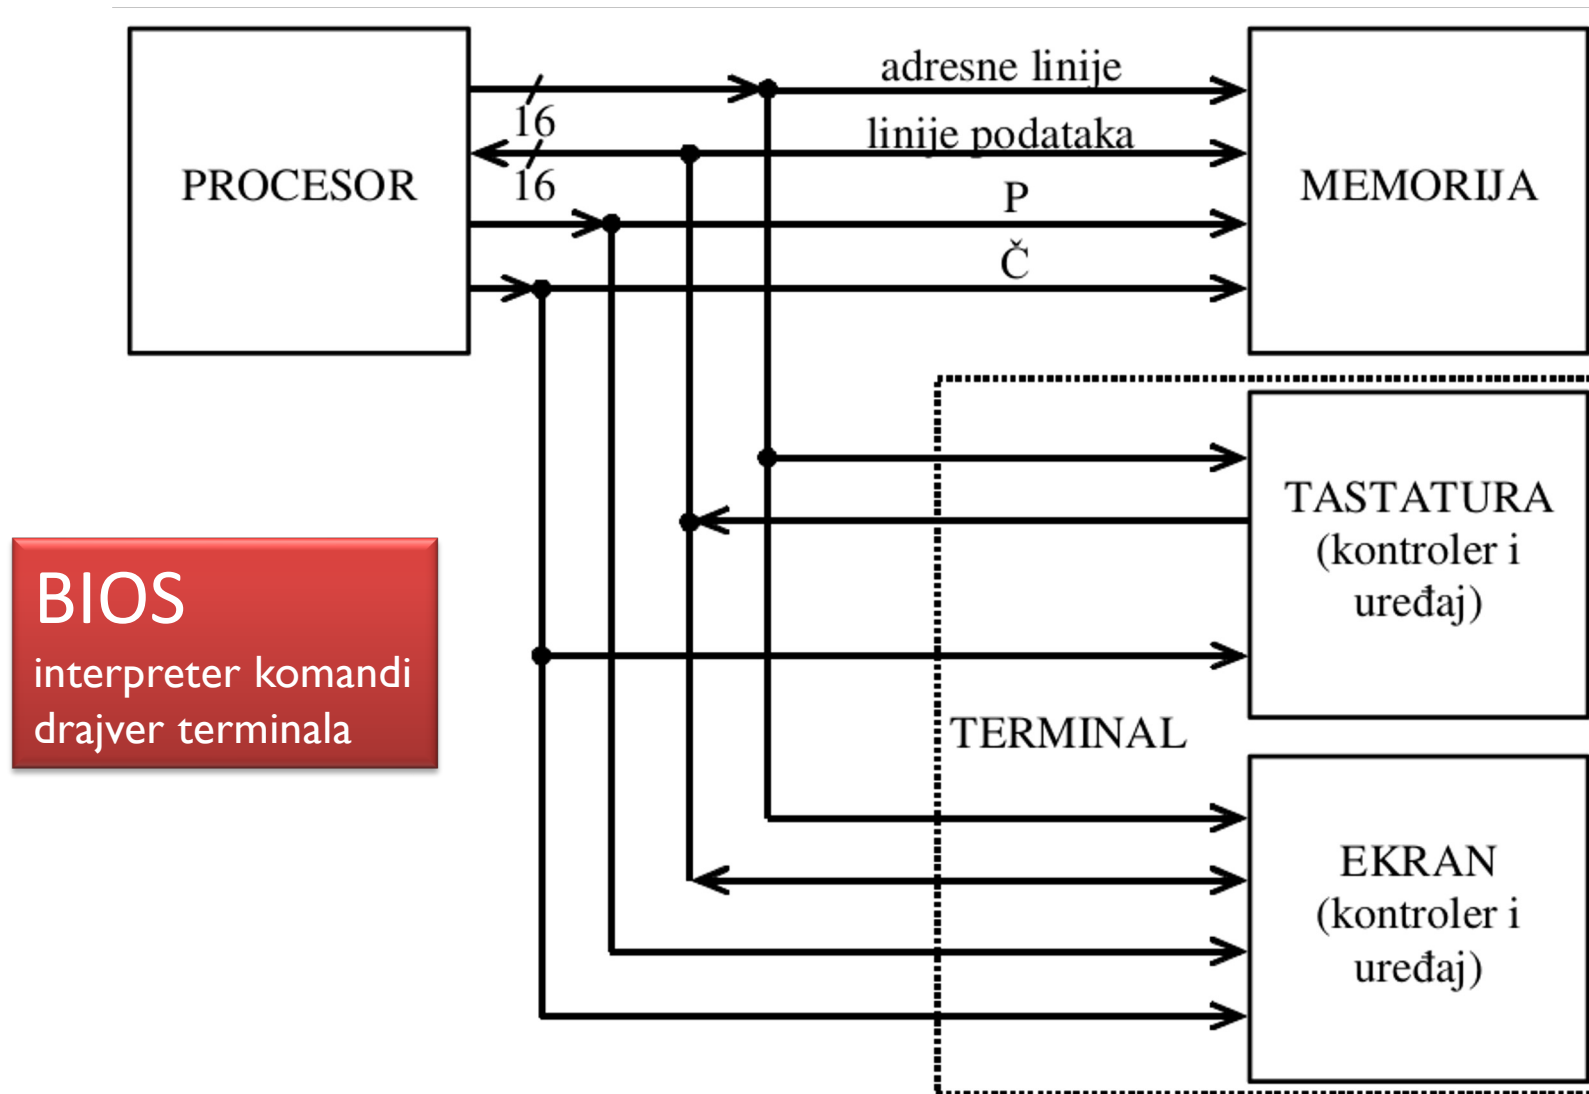 PROCESOR
16
16
adresne linije
linije podataka
P
Č
MEMORIJA
TASTATURA
(kontroler i
uređaj)
BIOS
interpreter komandi
drajver terminala
TERMINAL
EKRAN
(kontroler i
uređaj)